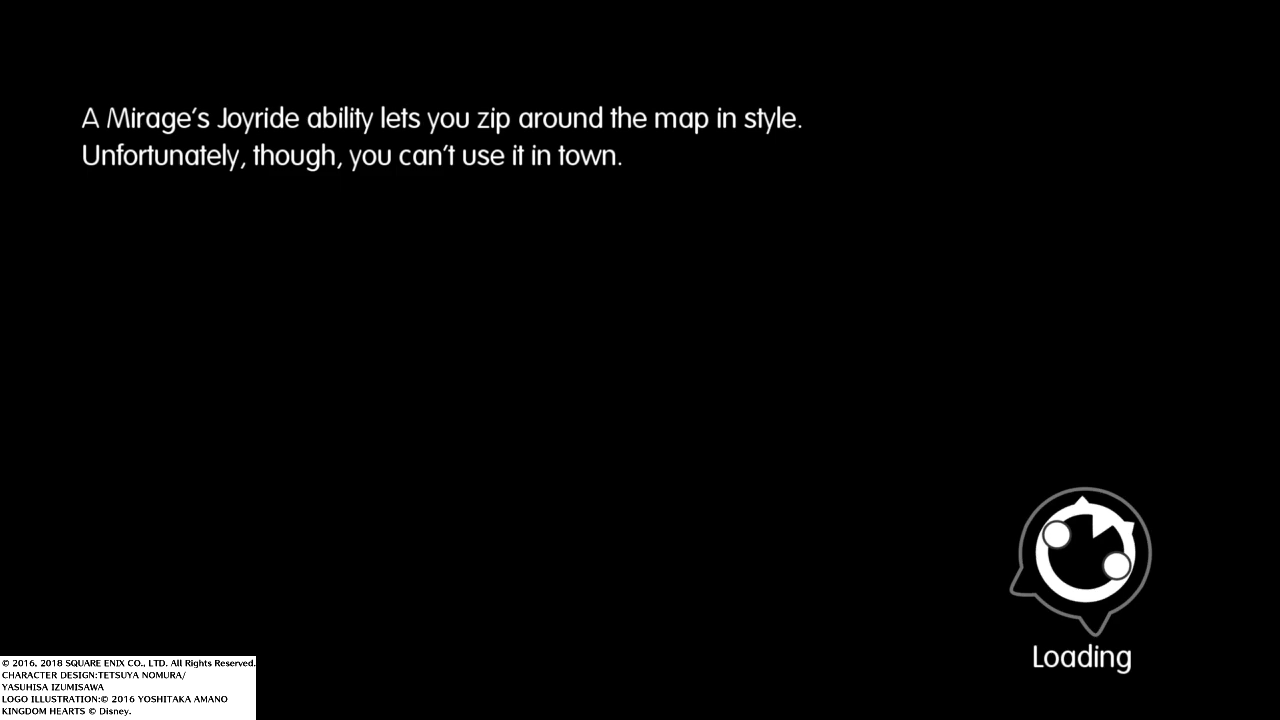 A Mirage's Joyride ability lets you zip around the map in style.
Unfortunately, though, you can't use it in town.
Loading
© 2016, 2018 SQUARE ENIX CO., LTD. All Rights Reserved.
CHARACTER DESIGN:TETSUYA NOMURA/
YASUHISA IZUMISAWA
LOGO ILLUSTRATION:© 2016 YOSHITAKA AMANO
KINGDOM HEARTS © Disney.